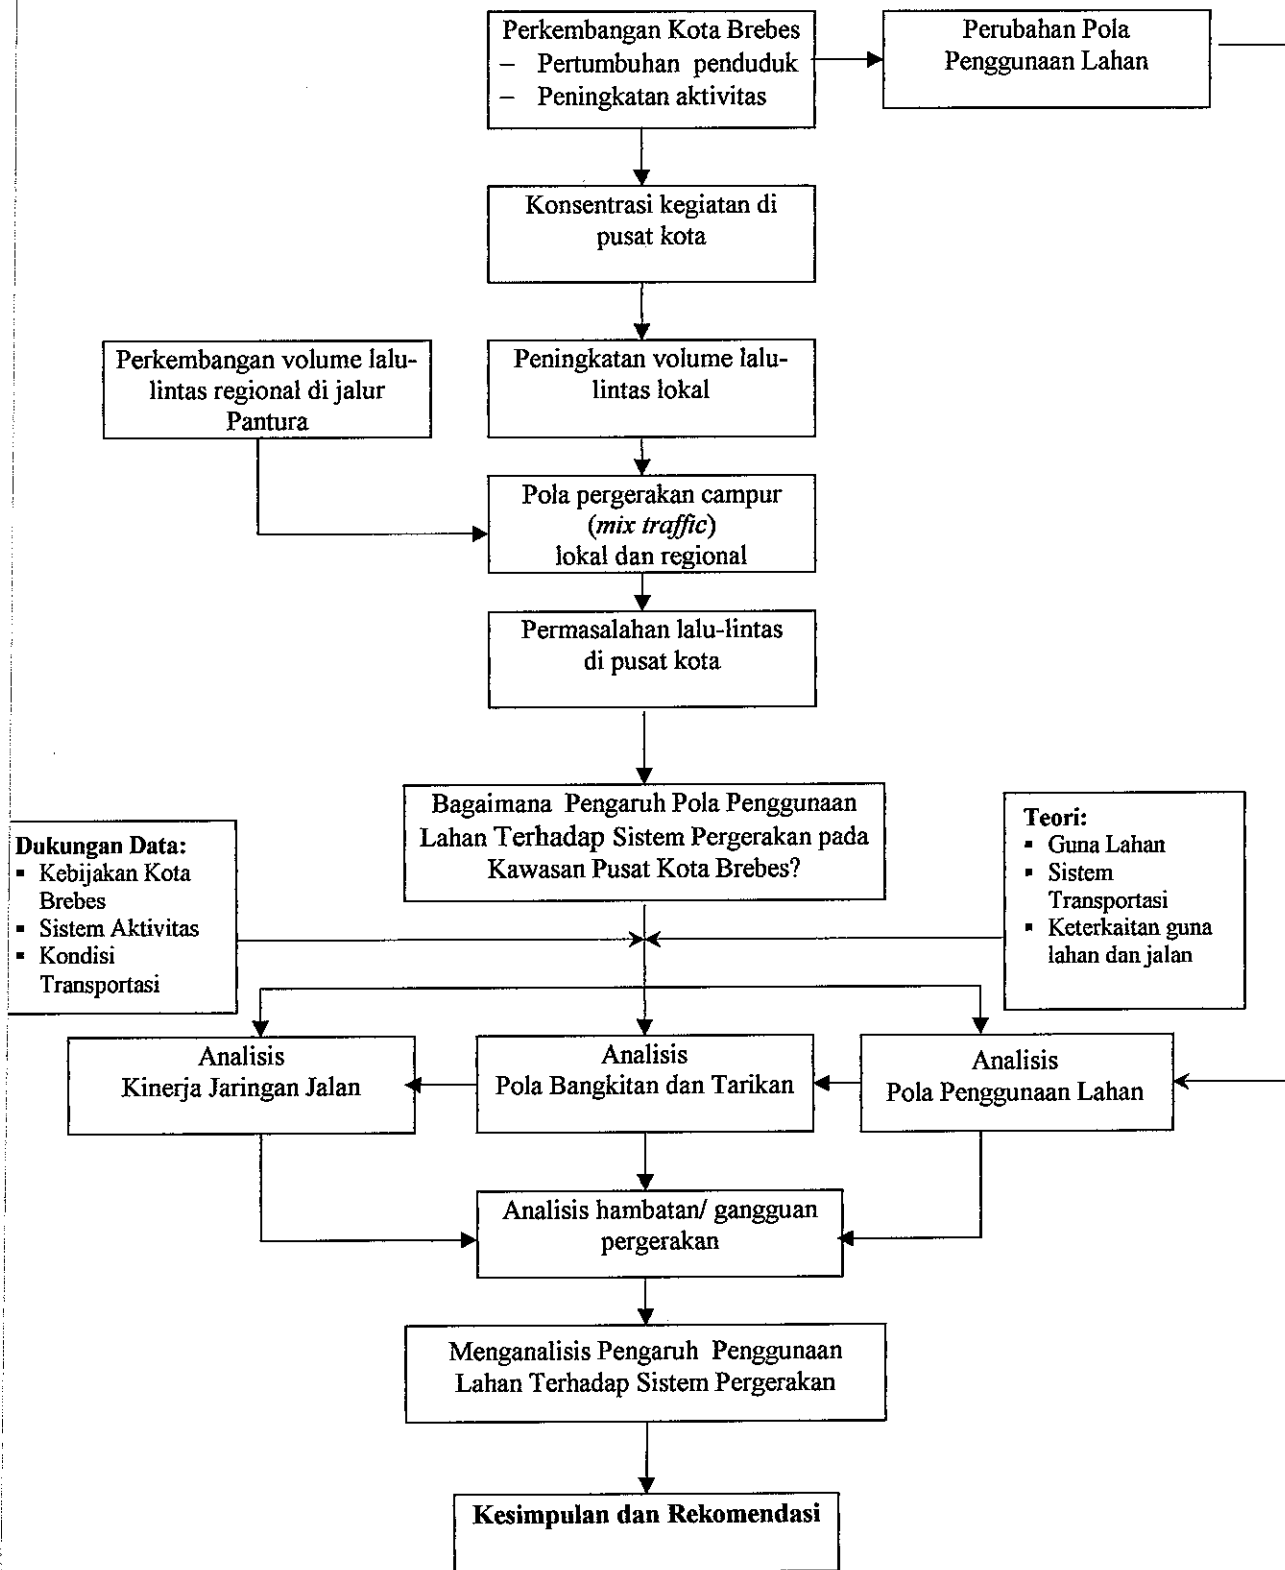 Perkembangan Kota Brebes
– Pertumbuhan penduduk
– Peningkatan aktivitas
Perubahan Pola
Penggunaan Lahan
Konsentrasi kegiatan di
pusat kota
Perkembangan volume lalu-
lintas regional di jalur
Pantura
Peningkatan volume lalu-
lintas lokal
Pola pergerakan campur
(mix traffic)
lokal dan regional
Permasalahan lalu-lintas
di pusat kota
Bagaimana Pengaruh Pola Penggunaan
Lahan Terhadap Sistem Pergerakan pada
Kawasan Pusat Kota Brebes?
Dukungan Data:
▪ Kebijakan Kota
Brebes
▪ Sistem Aktivitas
▪ Kondisi
Transportasi
Teori:
▪ Guna Lahan
▪ Sistem
Transportasi
▪ Keterkaitan guna
lahan dan jalan
Analisis
Kinerja Jaringan Jalan
Analisis
Pola Bangkitan dan Tarikan
Analisis
Pola Penggunaan Lahan
Analisis hambatan/ gangguan
pergerakan
Menganalisis Pengaruh Penggunaan
Lahan Terhadap Sistem Pergerakan
Kesimpulan dan Rekomendasi